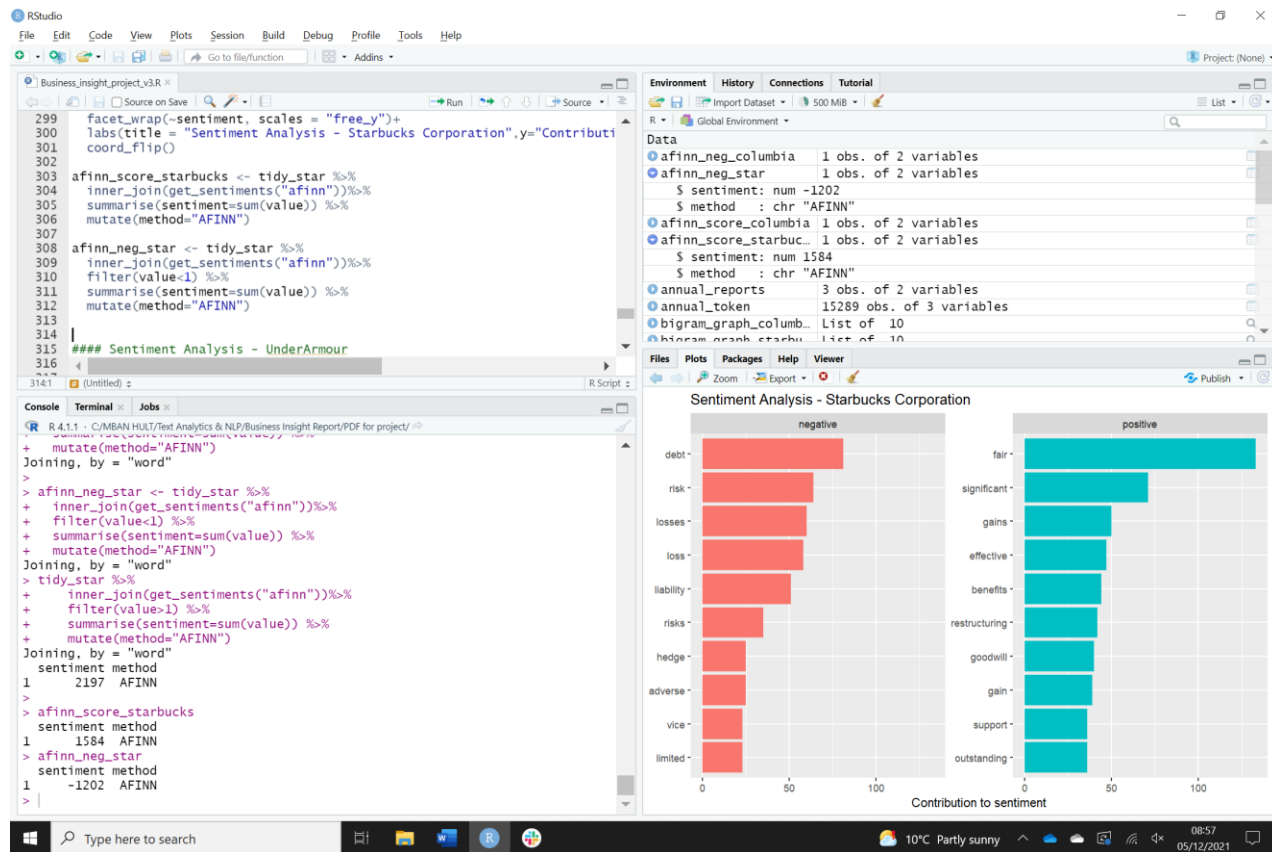 RStudio
File Edit Code View Plots Session Build Debug Profile Tools Help
Go to file/function Addins Project: (None)
Business_insight_project_v3.R
Source on Save Run Source
299 facet_wrap(~sentiment, scales = "free_y")+
300 labs(title = "Sentiment Analysis - Starbucks Corporation",y="Contributi
301 coord_flip()
302
303 afinn_score_starbucks <- tidy_star %>%
304 inner_join(get_sentiments("afinn"))%>%
305 summarise(sentiment=sum(value)) %>%
306 mutate(method="AFINN")
307
308 afinn_neg_star <- tidy_star %>%
309 inner_join(get_sentiments("afinn"))%>%
310 filter(value<1) %>%
311 summarise(sentiment=sum(value)) %>%
312 mutate(method="AFINN")
313
314
315 #### Sentiment Analysis - UnderArmour
316
314:1 (Untitled) R Script
Console Terminal Jobs
R 4.1.1 · C:/MBAN HULT/Text Analytics & NLP/Business Insight Report/PDF for project/
+ summarise(sentiment=sum(value)) %>%
+ mutate(method="AFINN")
Joining, by = "word"
>
> afinn_neg_star <- tidy_star %>%
+ inner_join(get_sentiments("afinn"))%>%
+ filter(value<1) %>%
+ summarise(sentiment=sum(value)) %>%
+ mutate(method="AFINN")
Joining, by = "word"
> tidy_star %>%
+ inner_join(get_sentiments("afinn"))%>%
+ filter(value>1) %>%
+ summarise(sentiment=sum(value)) %>%
+ mutate(method="AFINN")
Joining, by = "word"
sentiment method
1 2197 AFINN
>
> afinn_score_starbucks
sentiment method
1 1584 AFINN
> afinn_neg_star
sentiment method
1 -1202 AFINN
>
Environment History Connections Tutorial
Import Dataset 500 MiB List
R Global Environment
Data
afinn_neg_columbia 1 obs. of 2 variables
afinn_neg_star 1 obs. of 2 variables
$ sentiment: num -1202
$ method : chr "AFINN"
afinn_score_columbia 1 obs. of 2 variables
afinn_score_starbuc… 1 obs. of 2 variables
$ sentiment: num 1584
$ method : chr "AFINN"
annual_reports 3 obs. of 2 variables
annual_token 15289 obs. of 3 variables
bigram_graph_columb… List of 10
bigram_graph_starbu… List of 10
Files Plots Packages Help Viewer
Zoom Export Publish
Sentiment Analysis - Starbucks Corporation
negative positive
debt fair
risk significant
losses gains
loss effective
liability benefits
risks restructuring
hedge goodwill
adverse gain
vice support
limited outstanding
0 50 100 0 50 100
Contribution to sentiment
Type here to search
10°C Partly sunny
08:57
05/12/2021